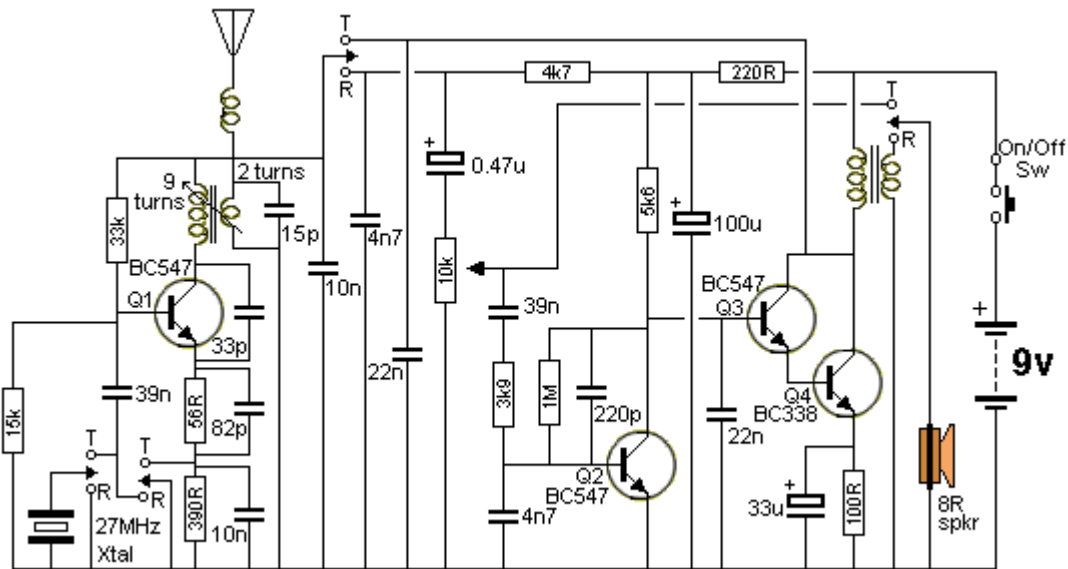 T
R
4k7
220R
T
R
On/Off
Sw
2 turns
9
turns
33k
15p
4n7
+
0.47u
10k
5k6
+
100u
BC547
Q1
33p
10n
39n
22n
15k
39n
56R
82p
3k9
1M
220p
BC547
Q3
Q4
BC338
22n
+
9v
T
T
R
R
390R
10n
27MHz
Xtal
4n7
Q2
BC547
+
33u
100R
8R
spkr